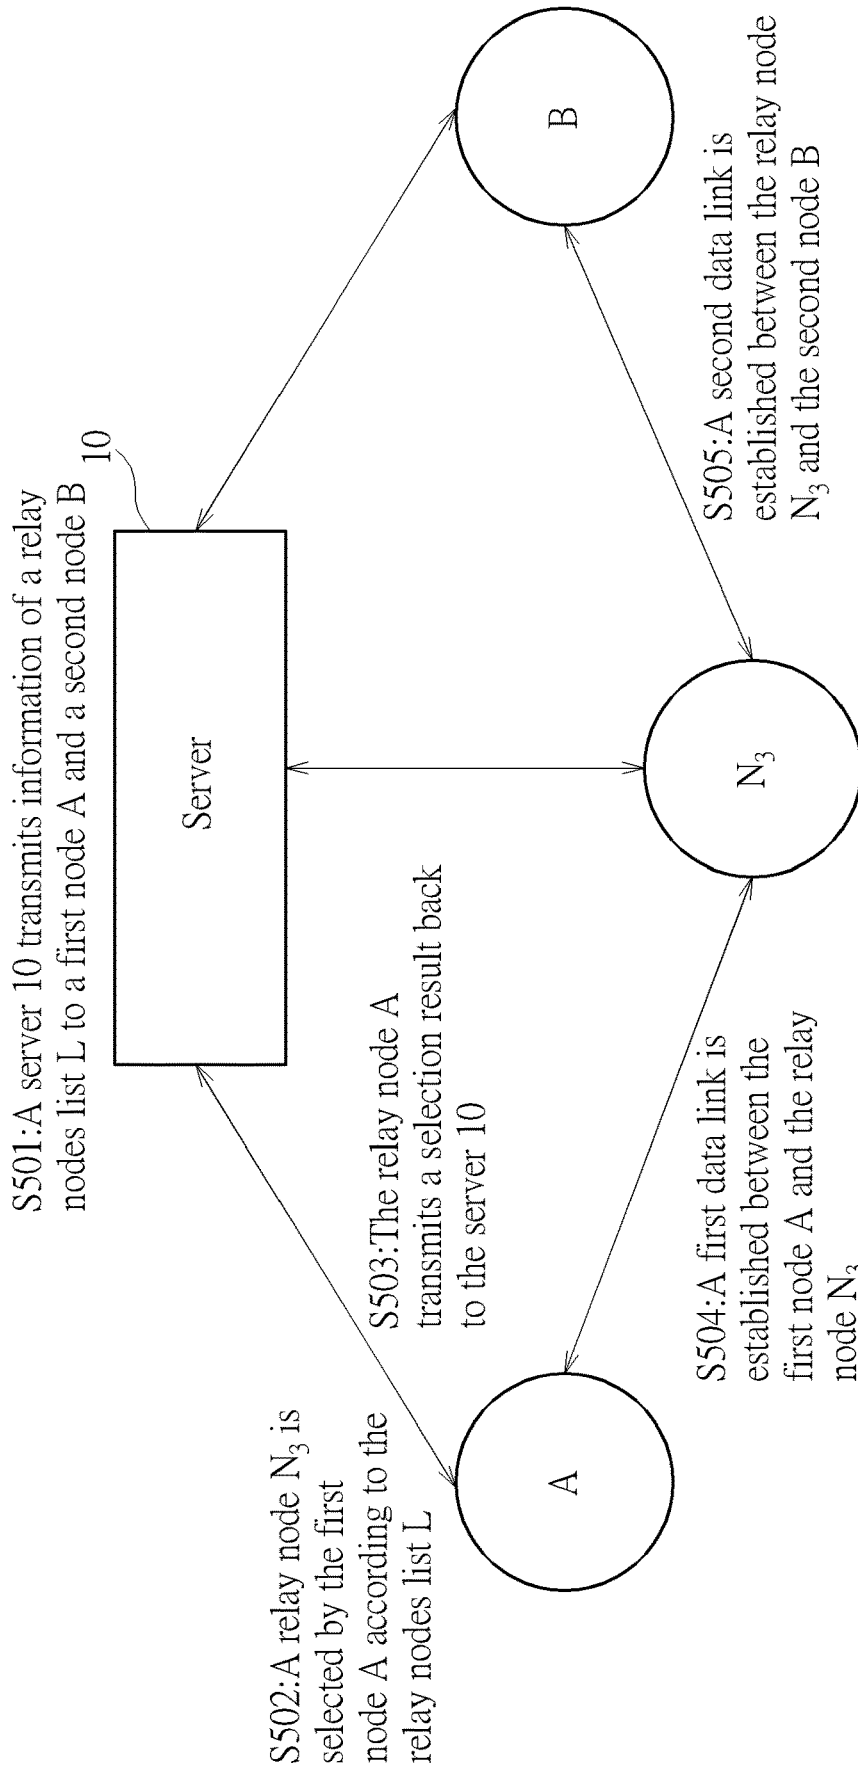 S501:A server 10 transmits information of a relay
nodes list L to a first node A and a second node B
10
Server
S502:A relay node N₃ is
selected by the first
node A according to the
relay nodes list L
S503:The relay node A
transmits a selection result back
to the server 10
A
B
S504:A first data link is
established between the
first node A and the relay
node N₃
N₃
S505:A second data link is
established between the relay node
N₃ and the second node B